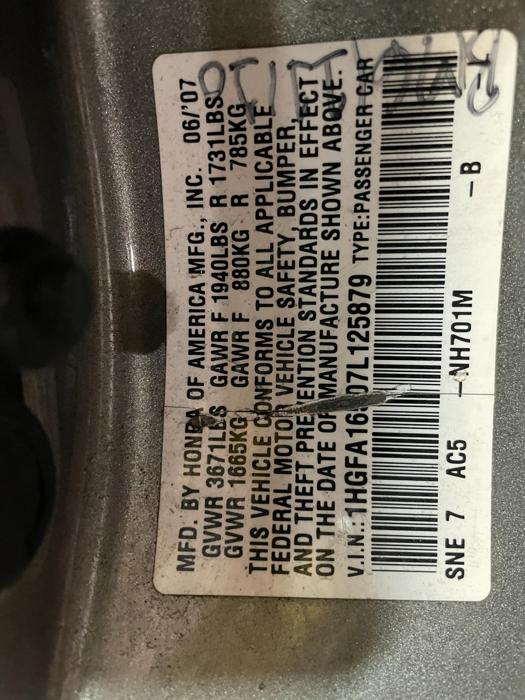 MFD. BY HONDA OF AMERICA MFG., INC. 06/'07
GVWR 3671LBS GAWR F 1940LBS R 1731LBS
GVWR 1665KG GAWR F 880KG R 785KG
THIS VEHICLE CONFORMS TO ALL APPLICABLE
FEDERAL MOTOR VEHICLE SAFETY, BUMPER,
AND THEFT PREVENTION STANDARDS IN EFFECT
ON THE DATE OF MANUFACTURE SHOWN ABOVE.
V.I.N.: TYPE:PASSENGER CAR
SNE 7 AC5 NH701M -B